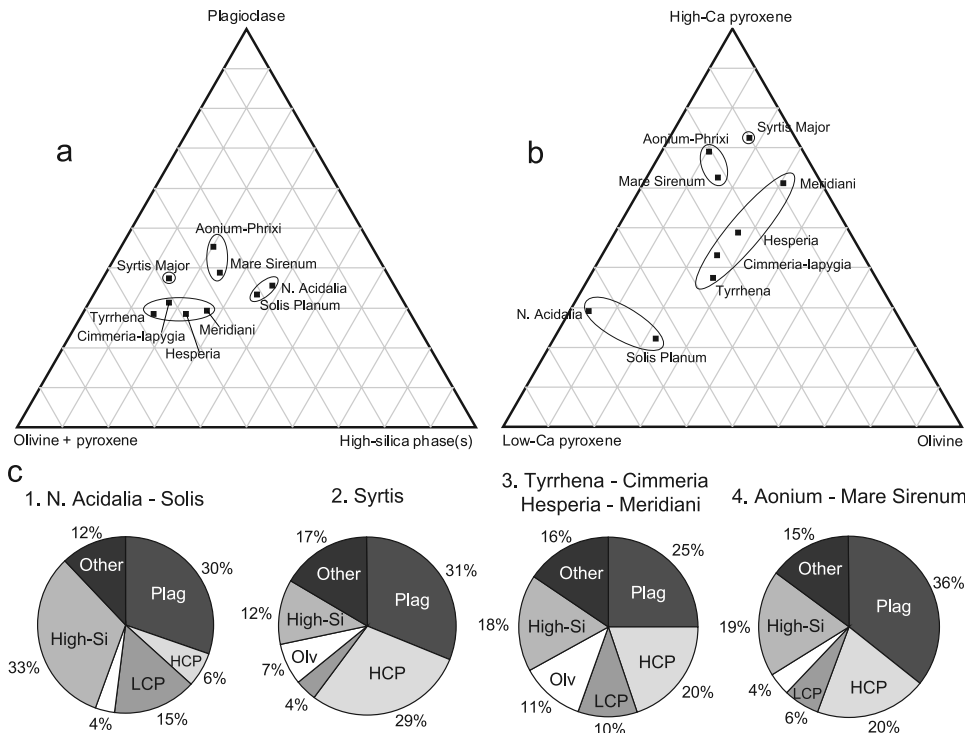 Plagioclase
a
Aonium-Phrixi
Syrtis Major
Mare Sirenum
N. Acidalia
Solis Planum
Tyrrhena
Meridiani
Cimmeria-Iapygia
Hesperia
Olivine + pyroxene
High-silica phase(s)
High-Ca pyroxene
b
Syrtis Major
Aonium-Phrixi
Mare Sirenum
Meridiani
Hesperia
Cimmeria-Iapygia
Tyrrhena
N. Acidalia
Solis Planum
Low-Ca pyroxene
Olivine
c
1. N. Acidalia - Solis
12%
Other
30%
Plag
High-Si
HCP
33%
6%
LCP
4%
15%
2. Syrtis
17%
Other
31%
Plag
12%
High-Si
Olv
7%
HCP
4%
29%
3. Tyrrhena - Cimmeria
Hesperia - Meridiani
16%
Other
25%
Plag
18%
High-Si
Olv
HCP
11%
LCP
20%
10%
4. Aonium - Mare Sirenum
15%
Other
36%
Plag
19%
High-Si
4%
LCP
HCP
6%
20%